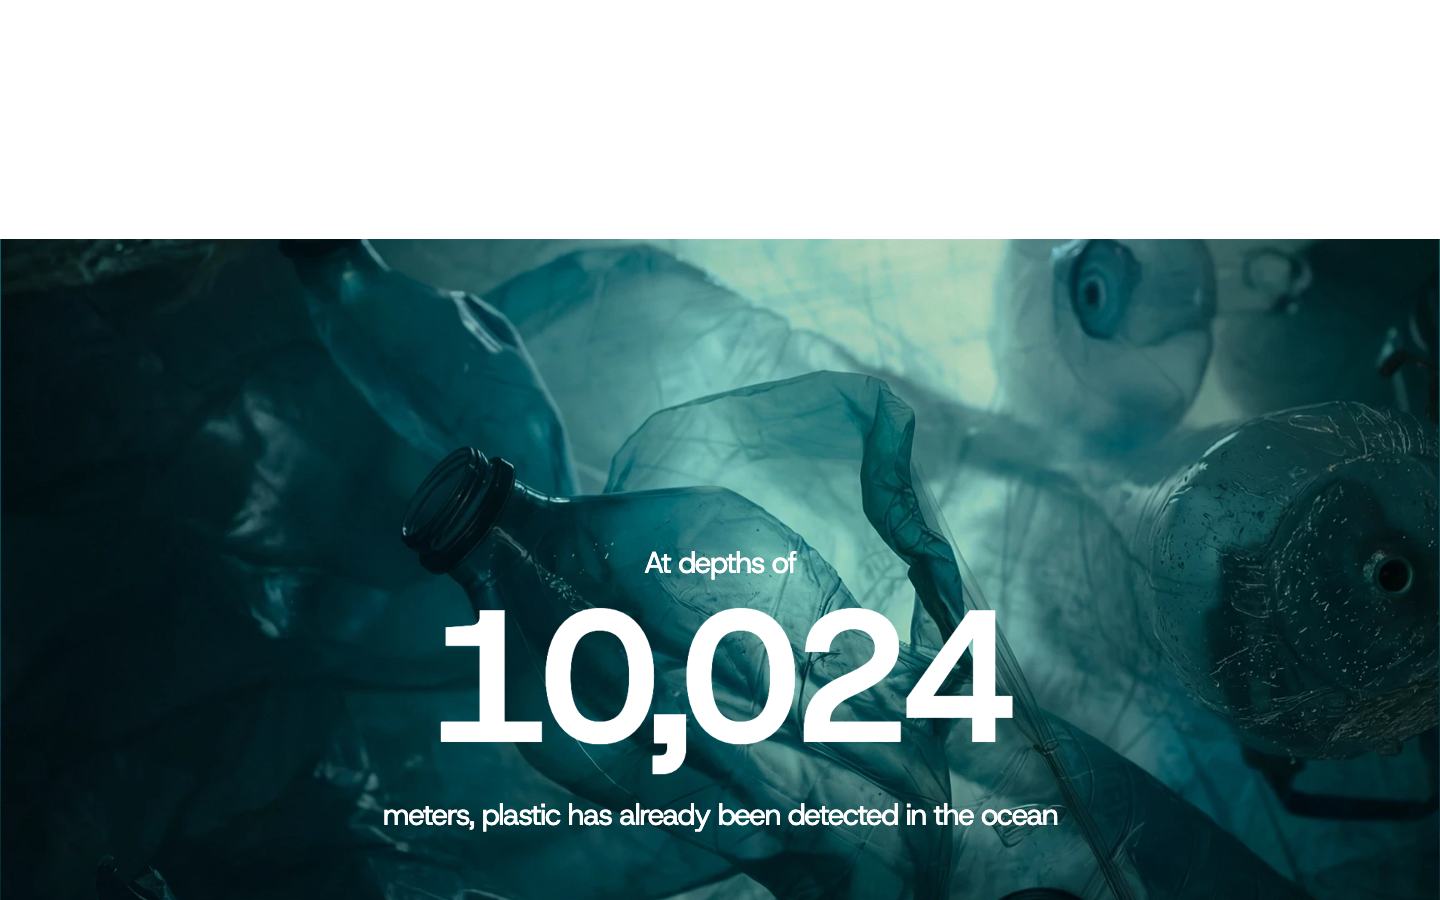 At depths of
10,024
meters, plastic has already been detected in the ocean